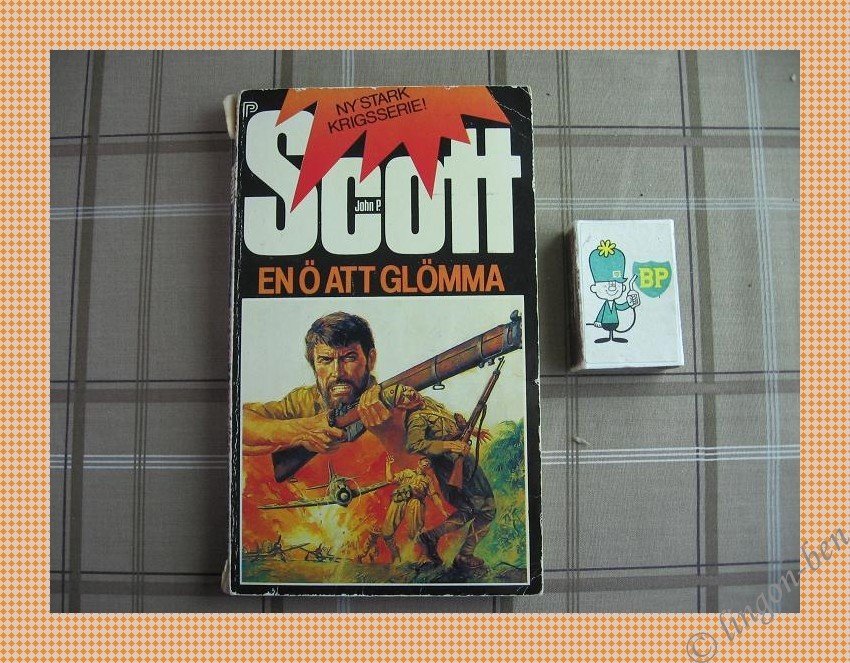 P
NY STARK
KRIGSSERIE!
Scott
John P.
EN Ö ATT GLÖMMA
BP
© lingon-ben